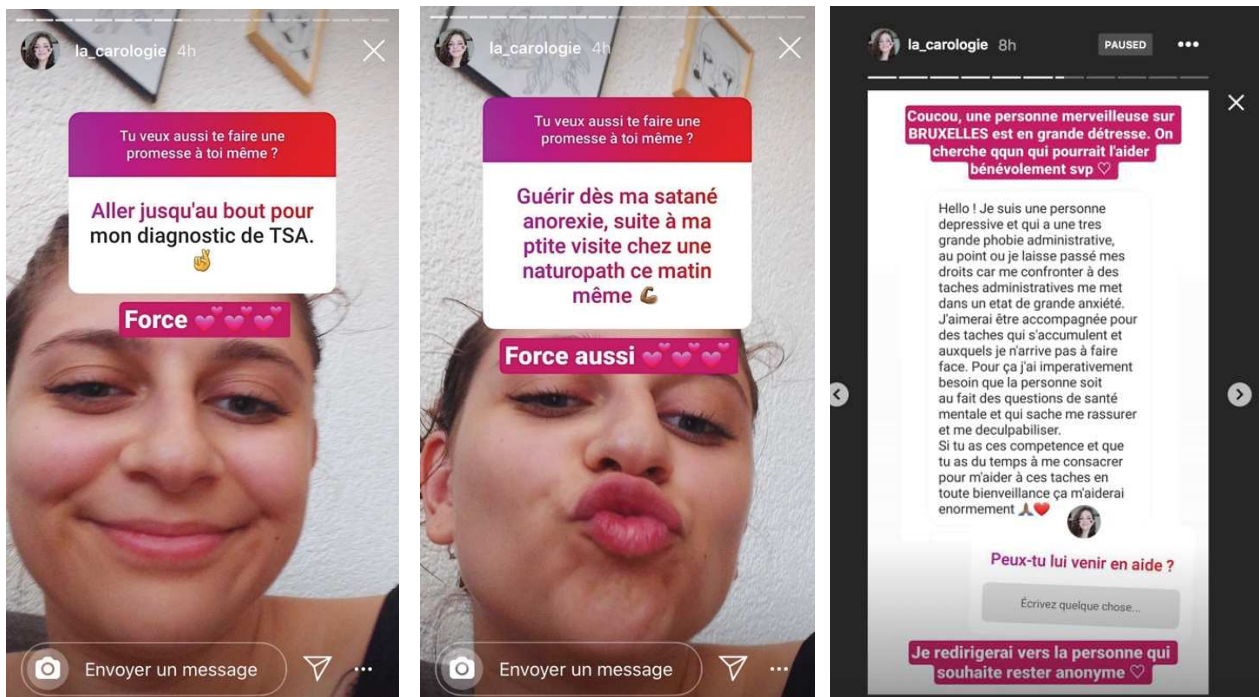 la_carologie 4h
Tu veux aussi te faire une
promesse à toi même ?
Aller jusqu'au bout pour
mon diagnostic de TSA.
Force
Envoyer un message
la_carologie 4h
Tu veux aussi te faire une
promesse à toi même ?
Guérir dès ma satané
anorexie, suite à ma
ptite visite chez une
naturopath ce matin
même
Force aussi
Envoyer un message
la_carologie 8h
PAUSED
Coucou, une personne merveilleuse sur
BRUXELLES est en grande détresse. On
cherche qqun qui pourrait l'aider
bénévolement svp ♡
Hello ! Je suis une personne
depressive et qui a une tres
grande phobie administrative,
au point ou je laisse passé mes
droits car me confronter à des
taches administratives me met
dans un etat de grande anxiété.
J'aimerai être accompagnée pour
des taches qui s'accumulent et
auxquels je n'arrive pas à faire
face. Pour ça j'ai imperativement
besoin que la personne soit
au fait des questions de santé
mentale et qui sache me rassurer
et me deculpabiliser.
Si tu as ces competence et que
tu as du temps à me consacrer
pour m'aider à ces taches en
toute bienveillance ça m'aiderai
enormement 🙏❤️
Peux-tu lui venir en aide ?
Écrivez quelque chose...
Je redirigerai vers la personne qui
souhaite rester anonyme ♡